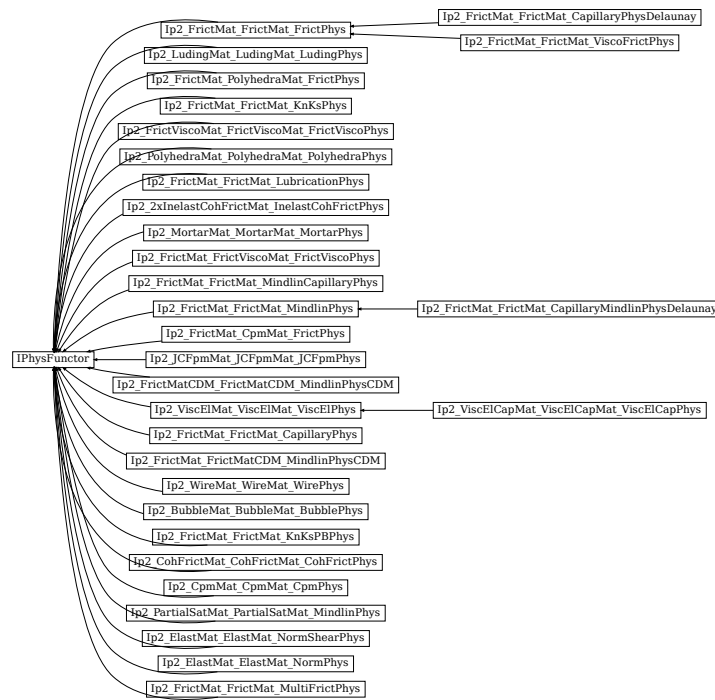 Ip2_FrictMat_FrictMat_CapillaryPhysDelaunay
Ip2_FrictMat_FrictMat_FrictPhys
Ip2_FrictMat_FrictMat_ViscoFrictPhys
Ip2_LudingMat_LudingMat_LudingPhys
Ip2_FrictMat_PolyhedraMat_FrictPhys
Ip2_FrictMat_FrictMat_KnKsPhys
Ip2_FrictViscoMat_FrictViscoMat_FrictViscoPhys
Ip2_PolyhedraMat_PolyhedraMat_PolyhedraPhys
Ip2_FrictMat_FrictMat_LubricationPhys
Ip2_2xInelastCohFrictMat_InelastCohFrictPhys
Ip2_MortarMat_MortarMat_MortarPhys
Ip2_FrictMat_FrictViscoMat_FrictViscoPhys
Ip2_FrictMat_FrictMat_MindlinCapillaryPhys
Ip2_FrictMat_FrictMat_MindlinPhys
Ip2_FrictMat_FrictMat_CapillaryMindlinPhysDelaunay
Ip2_FrictMat_CpmMat_FrictPhys
IPhysFunctor
Ip2_JCFpmMat_JCFpmMat_JCFpmPhys
Ip2_FrictMatCDM_FrictMatCDM_MindlinPhysCDM
Ip2_ViscElMat_ViscElMat_ViscElPhys
Ip2_ViscElCapMat_ViscElCapMat_ViscElCapPhys
Ip2_FrictMat_FrictMat_CapillaryPhys
Ip2_FrictMat_FrictMatCDM_MindlinPhysCDM
Ip2_WireMat_WireMat_WirePhys
Ip2_BubbleMat_BubbleMat_BubblePhys
Ip2_FrictMat_FrictMat_KnKsPBPhys
Ip2_CohFrictMat_CohFrictMat_CohFrictPhys
Ip2_CpmMat_CpmMat_CpmPhys
Ip2_PartialSatMat_PartialSatMat_MindlinPhys
Ip2_ElastMat_ElastMat_NormShearPhys
Ip2_ElastMat_ElastMat_NormPhys
Ip2_FrictMat_FrictMat_MultiFrictPhys